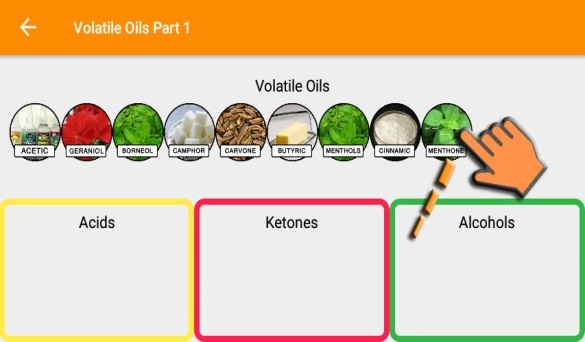 Volatile Oils Part 1
Volatile Oils
ACETIC GERANIOL BORNEOL CAMPHOR CARVONE BUTYRIC MENTHOLS CINNAMIC MENTHONE
Acids Ketones Alcohols